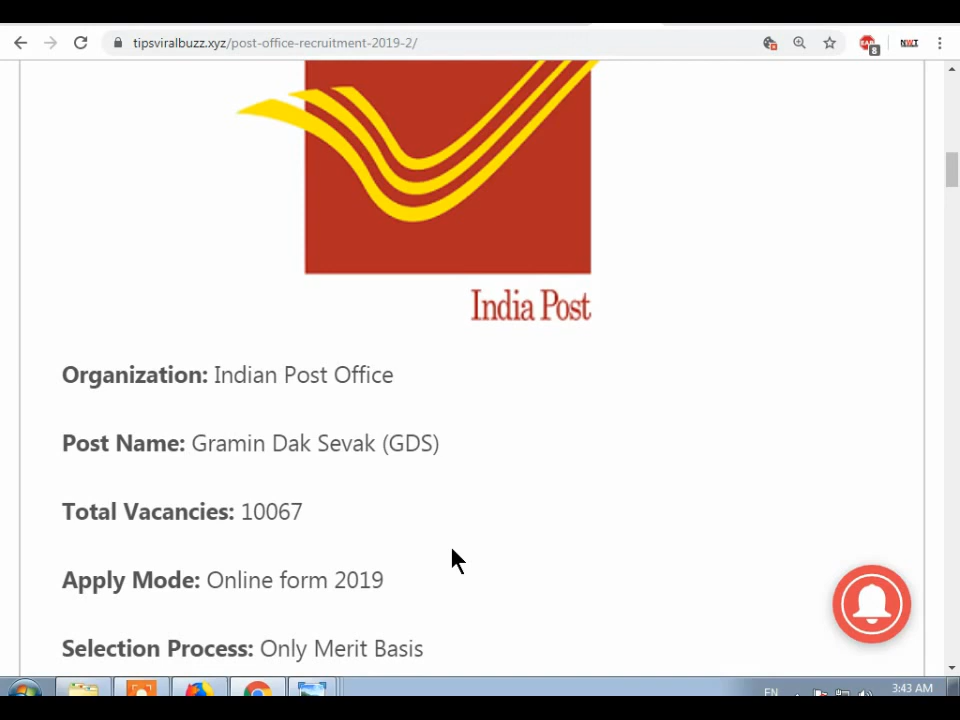 tipsviralbuzz.xyz/post-office-recruitment-2019-2/
8
India Post
Organization: Indian Post Office
Post Name: Gramin Dak Sevak (GDS)
Total Vacancies: 10067
Apply Mode: Online form 2019
Selection Process: Only Merit Basis
EN
3:43 AM